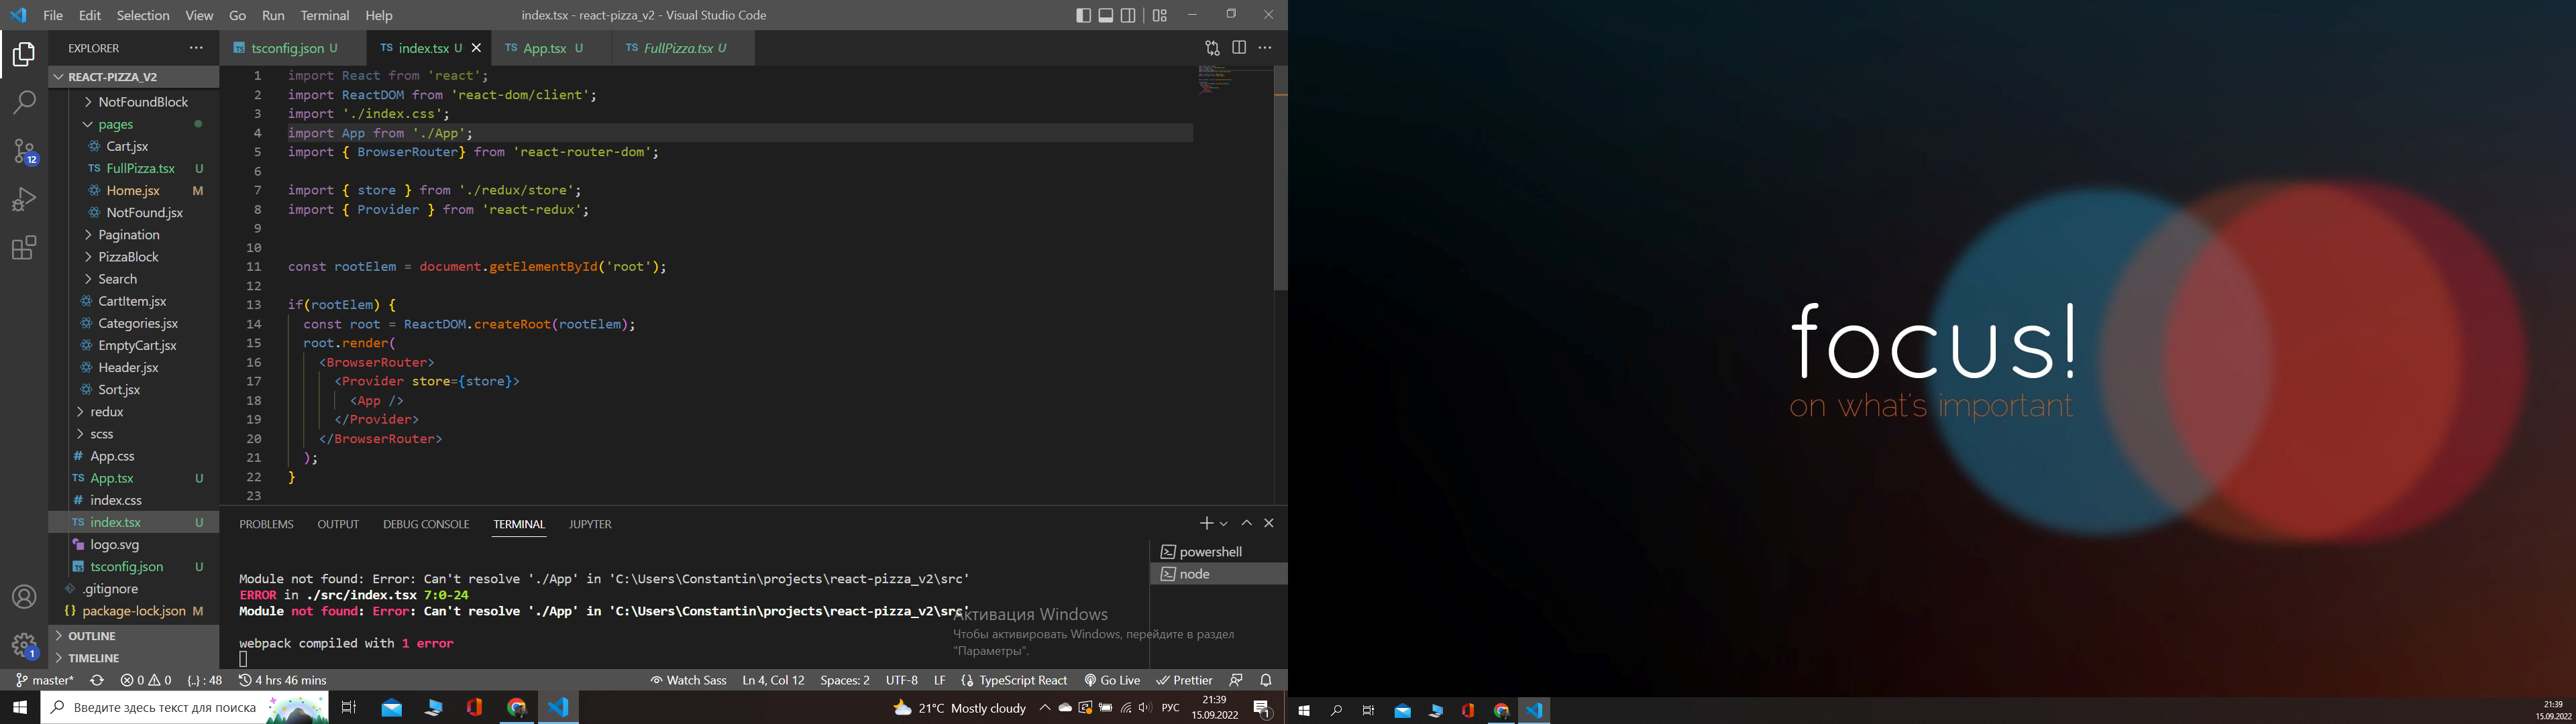 File Edit Selection View Go Run Terminal Help
index.tsx - react-pizza_v2 - Visual Studio Code
EXPLORER
REACT-PIZZA_V2
NotFoundBlock
pages
Cart.jsx
FullPizza.tsx U
Home.jsx M
NotFound.jsx
Pagination
PizzaBlock
Search
CartItem.jsx
Categories.jsx
EmptyCart.jsx
Header.jsx
Sort.jsx
redux
scss
# App.css
TS App.tsx U
# index.css
TS index.tsx U
logo.svg
TS tsconfig.json U
.gitignore
{} package-lock.json M
OUTLINE
TIMELINE
12
1
TS tsconfig.json U
TS index.tsx U
TS App.tsx U
TS FullPizza.tsx U
1 import React from 'react';
2 import ReactDOM from 'react-dom/client';
3 import './index.css';
4 import App from './App';
5 import { BrowserRouter} from 'react-router-dom';
6
7 import { store } from './redux/store';
8 import { Provider } from 'react-redux';
9
10
11 const rootElem = document.getElementById('root');
12
13 if(rootElem) {
14 const root = ReactDOM.createRoot(rootElem);
15 root.render(
16 <BrowserRouter>
17 <Provider store={store}>
18 <App />
19 </Provider>
20 </BrowserRouter>
21 );
22 }
23
PROBLEMS OUTPUT DEBUG CONSOLE TERMINAL JUPYTER
Module not found: Error: Can't resolve './App' in 'C:\Users\Constantin\projects\react-pizza_v2\src'
ERROR in ./src/index.tsx 7:0-24
Module not found: Error: Can't resolve './App' in 'C:\Users\Constantin\projects\react-pizza_v2\src'
webpack compiled with 1 error
powershell
node
Активация Windows
Чтобы активировать Windows, перейдите в раздел
"Параметры".
master* 0 0 {..} : 48 4 hrs 46 mins
Watch Sass Ln 4, Col 12 Spaces: 2 UTF-8 LF TypeScript React Go Live Prettier
Введите здесь текст для поиска
21°C Mostly cloudy
РУС
21:39
15.09.2022
1
focus!
on what's important
21:39
15.09.2022